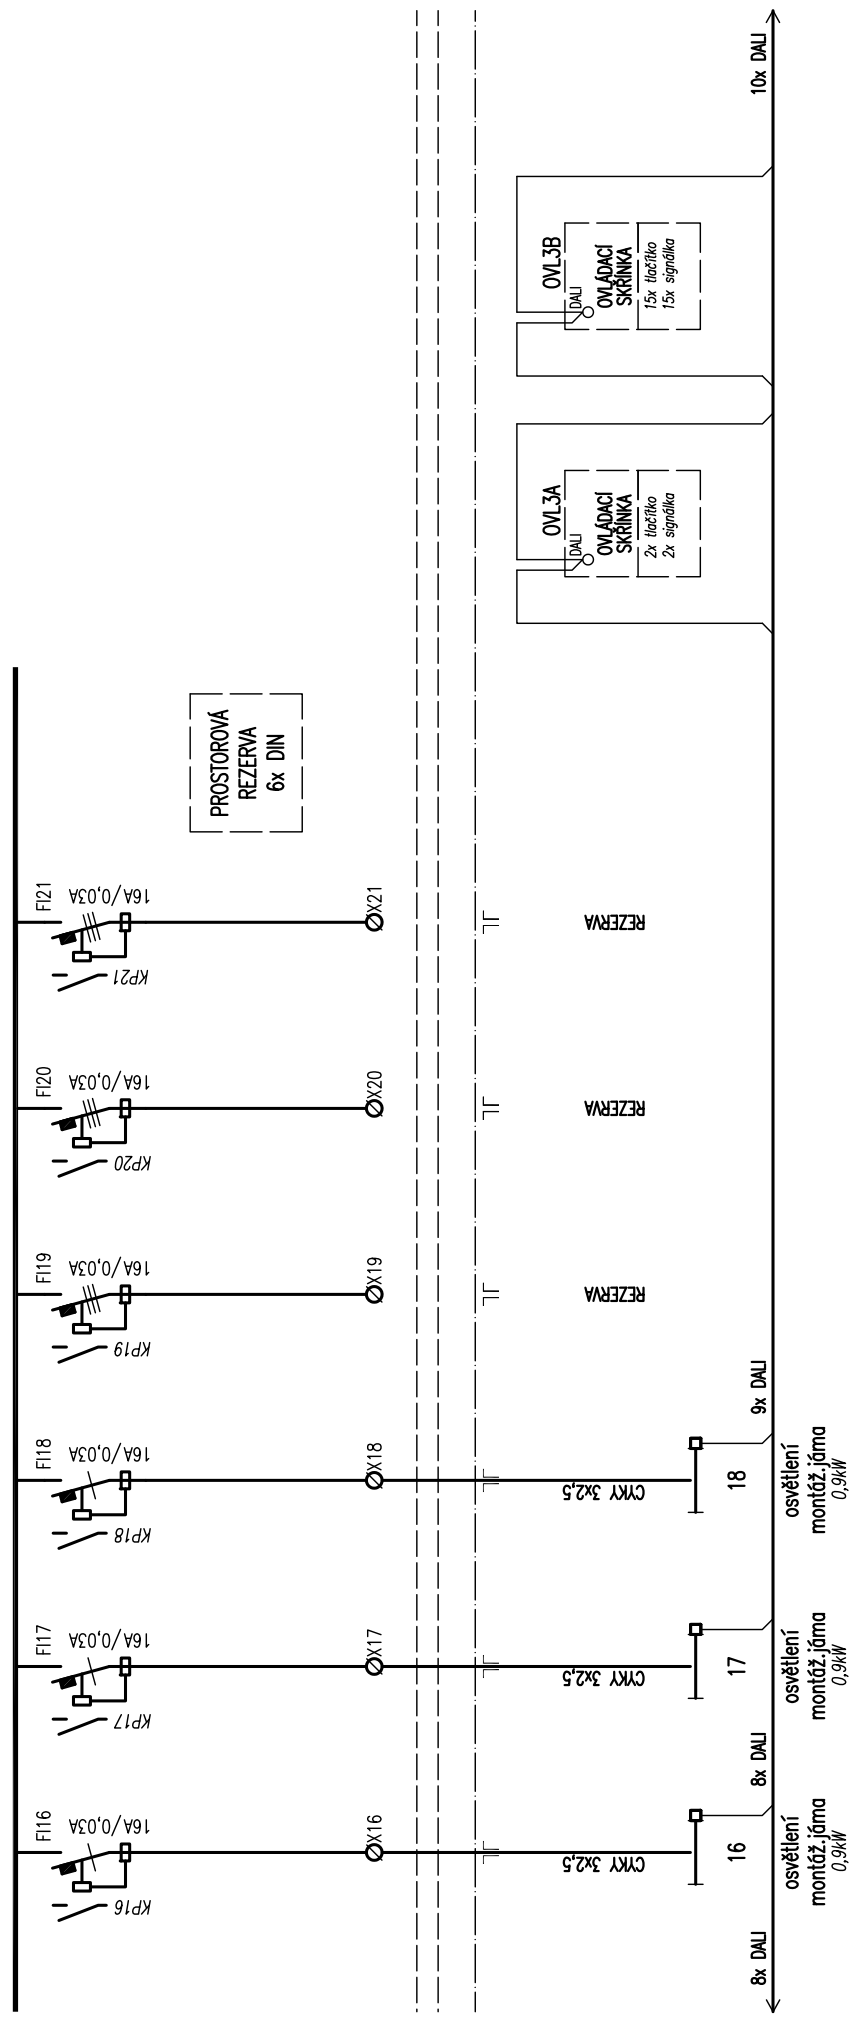 FI16
16A/0,03A
KP16
X16
CYKY 3x2,5
16
osvětlení
montáž.jáma
0,9kW
FI17
16A/0,03A
KP17
X17
CYKY 3x2,5
17
osvětlení
montáž.jáma
0,9kW
FI18
16A/0,03A
KP18
X18
CYKY 3x2,5
18
osvětlení
montáž.jáma
0,9kW
FI19
16A/0,03A
KP19
X19
REZERVA
FI20
16A/0,03A
KP20
X20
REZERVA
FI21
16A/0,03A
KP21
X21
REZERVA
PROSTOROVÁ
REZERVA
6x DIN
OVL3A
DALI
OVLÁDACÍ
SKŘÍNKA
2x tlačítko
2x signálka
OVL3B
DALI
OVLÁDACÍ
SKŘÍNKA
15x tlačítko
15x signálka
8x DALI
8x DALI
9x DALI
10x DALI